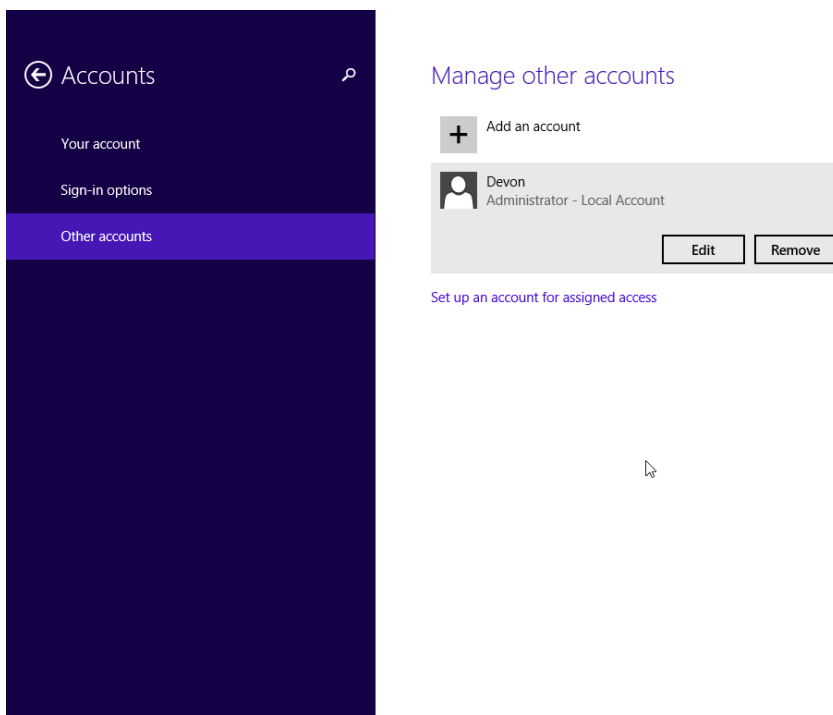 Accounts
Your account
Sign-in options
Other accounts
Manage other accounts
Add an account
Devon
Administrator - Local Account
Edit
Remove
Set up an account for assigned access